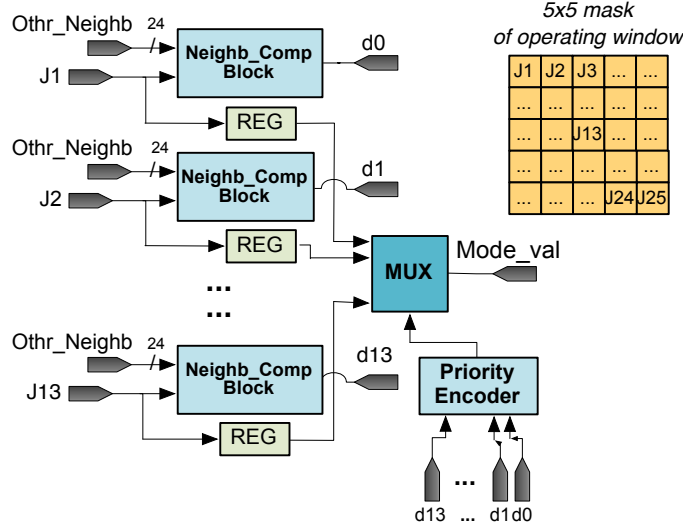 Othr_Neighb
24
J1
Neighb_Comp
Block
d0
REG
Othr_Neighb
24
J2
Neighb_Comp
Block
d1
REG
...
...
Othr_Neighb
24
J13
Neighb_Comp
Block
d13
REG
MUX
Mode_val
Priority
Encoder
...
d13 ... d1 d0
5x5 mask
of operating window
J1 J2 J3 ... ...
... ... ... ... ...
... ... J13 ... ...
... ... ... ... ...
... ... ... J24 J25